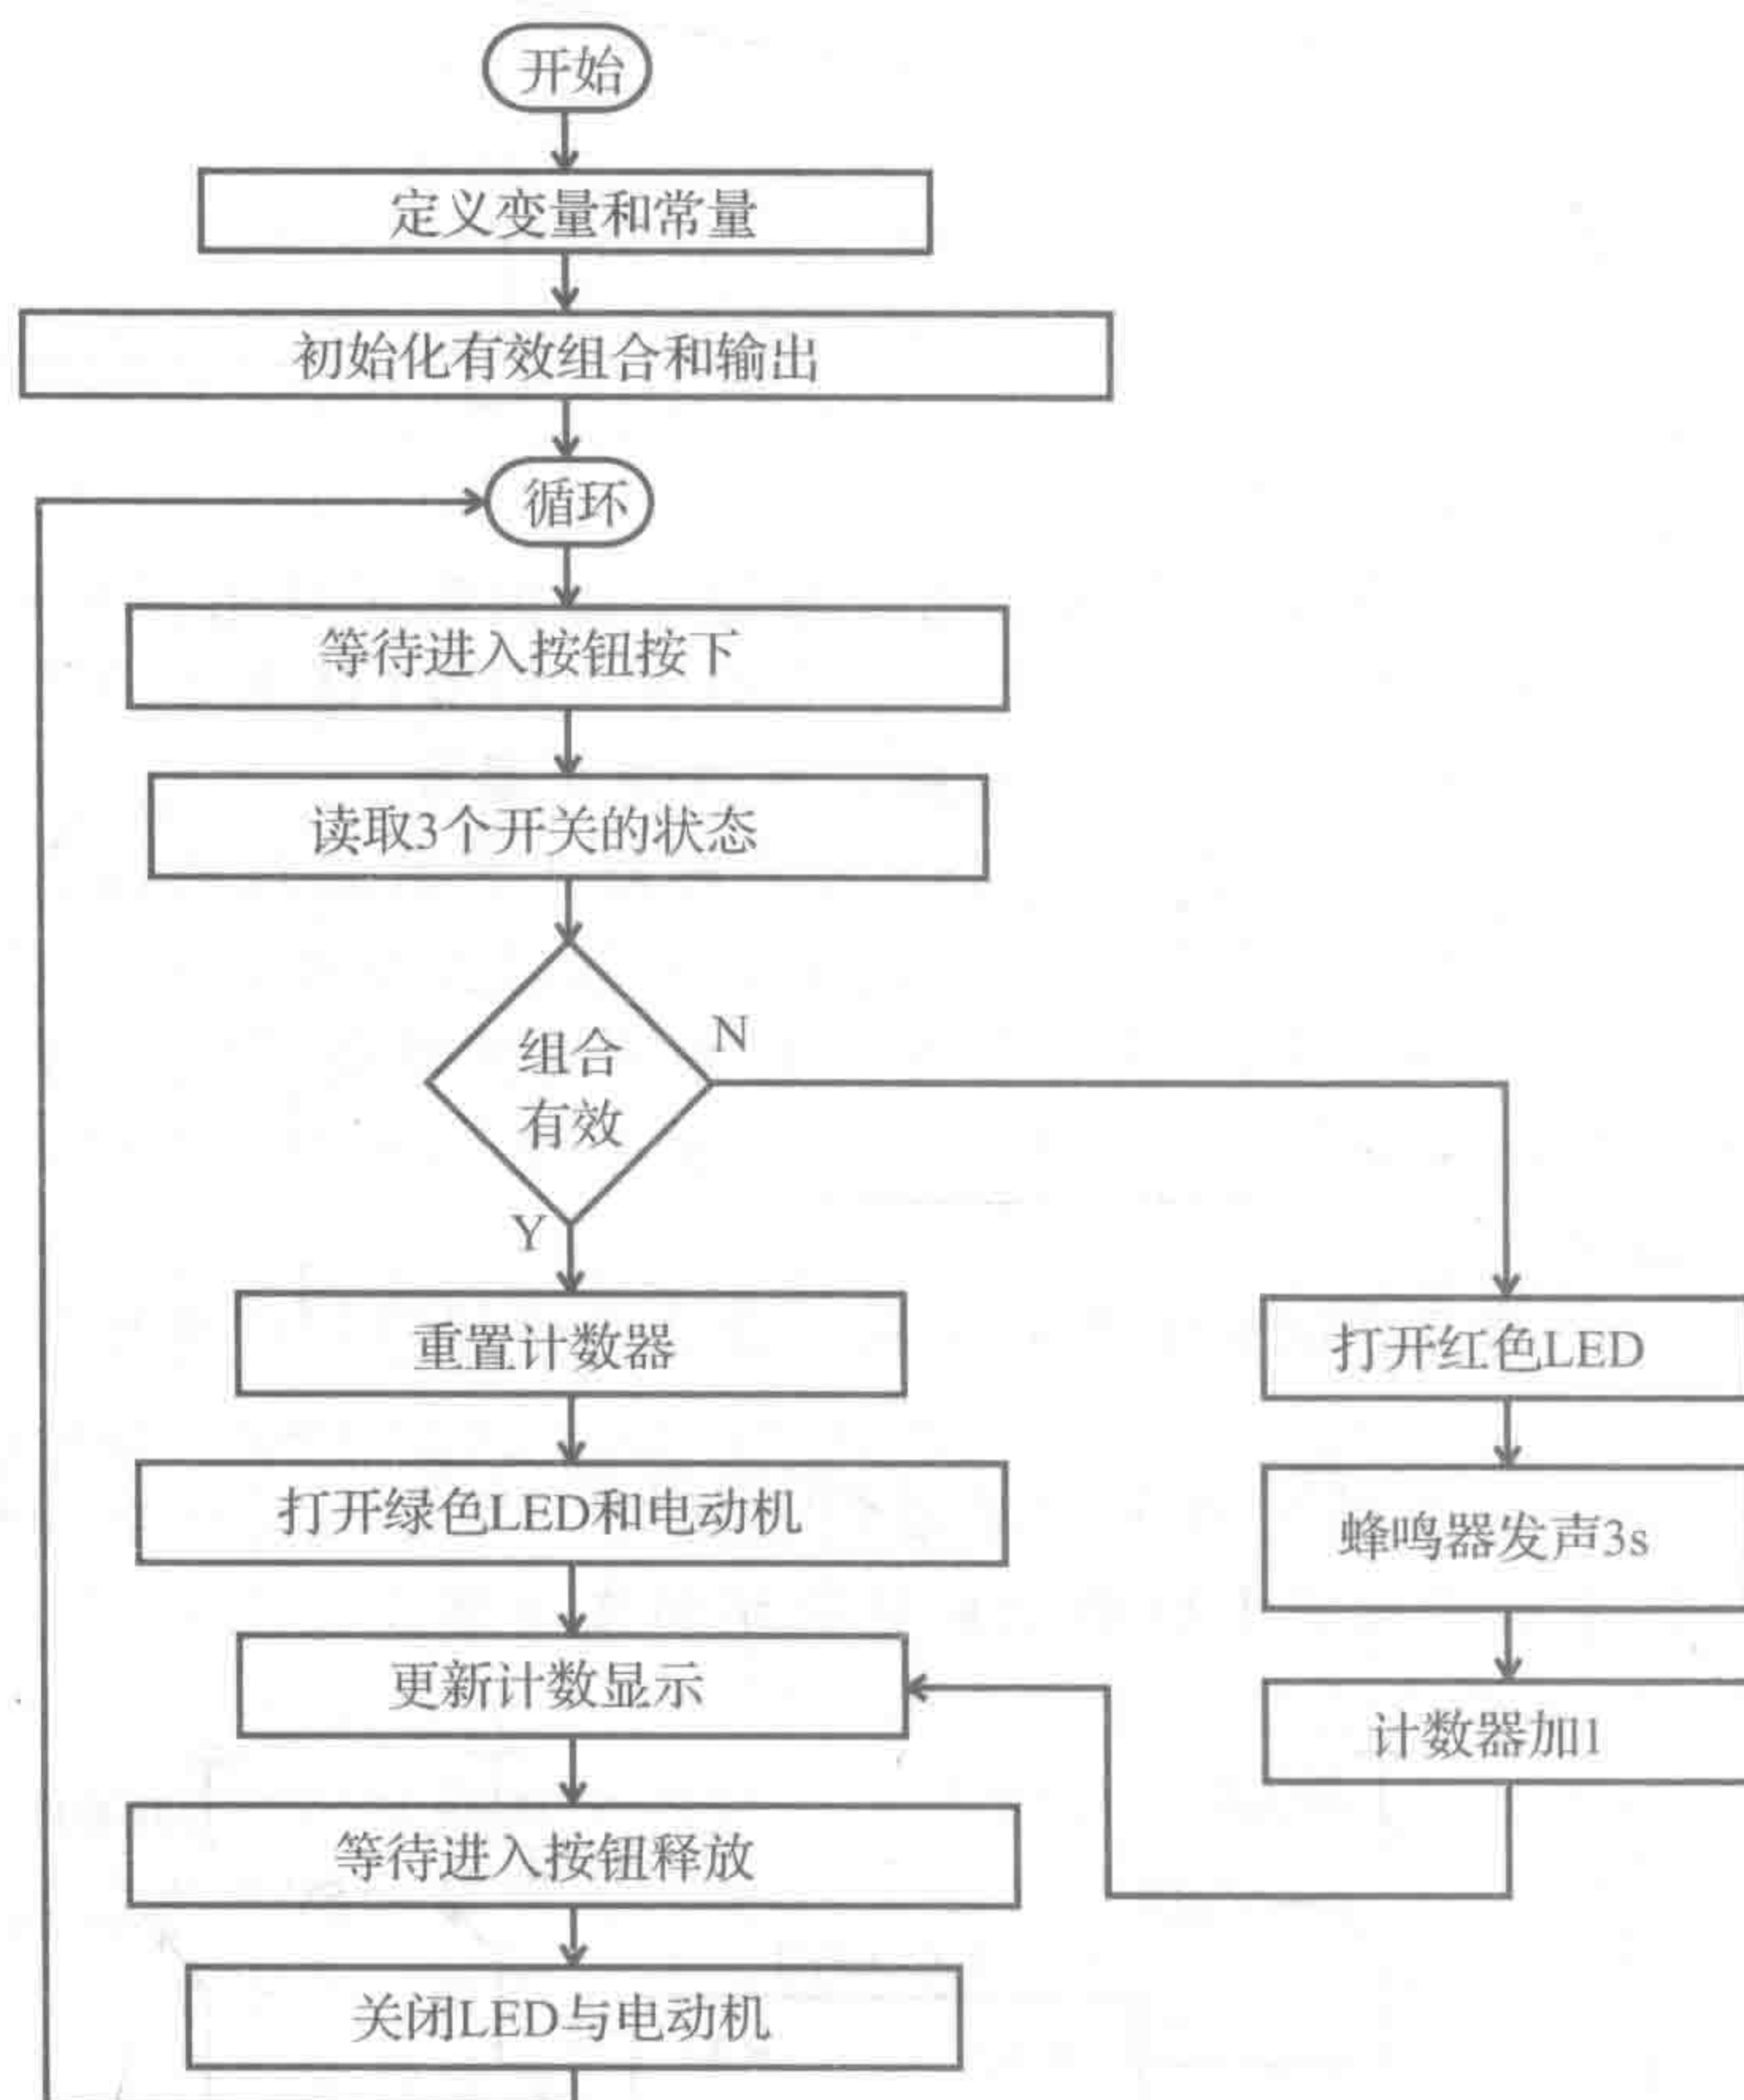 开始
定义变量和常量
初始化有效组合和输出
循环
等待进入按钮按下
读取3个开关的状态
组合
有效
N
Y
重置计数器
打开绿色LED和电动机
更新计数显示
等待进入按钮释放
关闭LED与电动机
打开红色LED
蜂鸣器发声3s
计数器加1